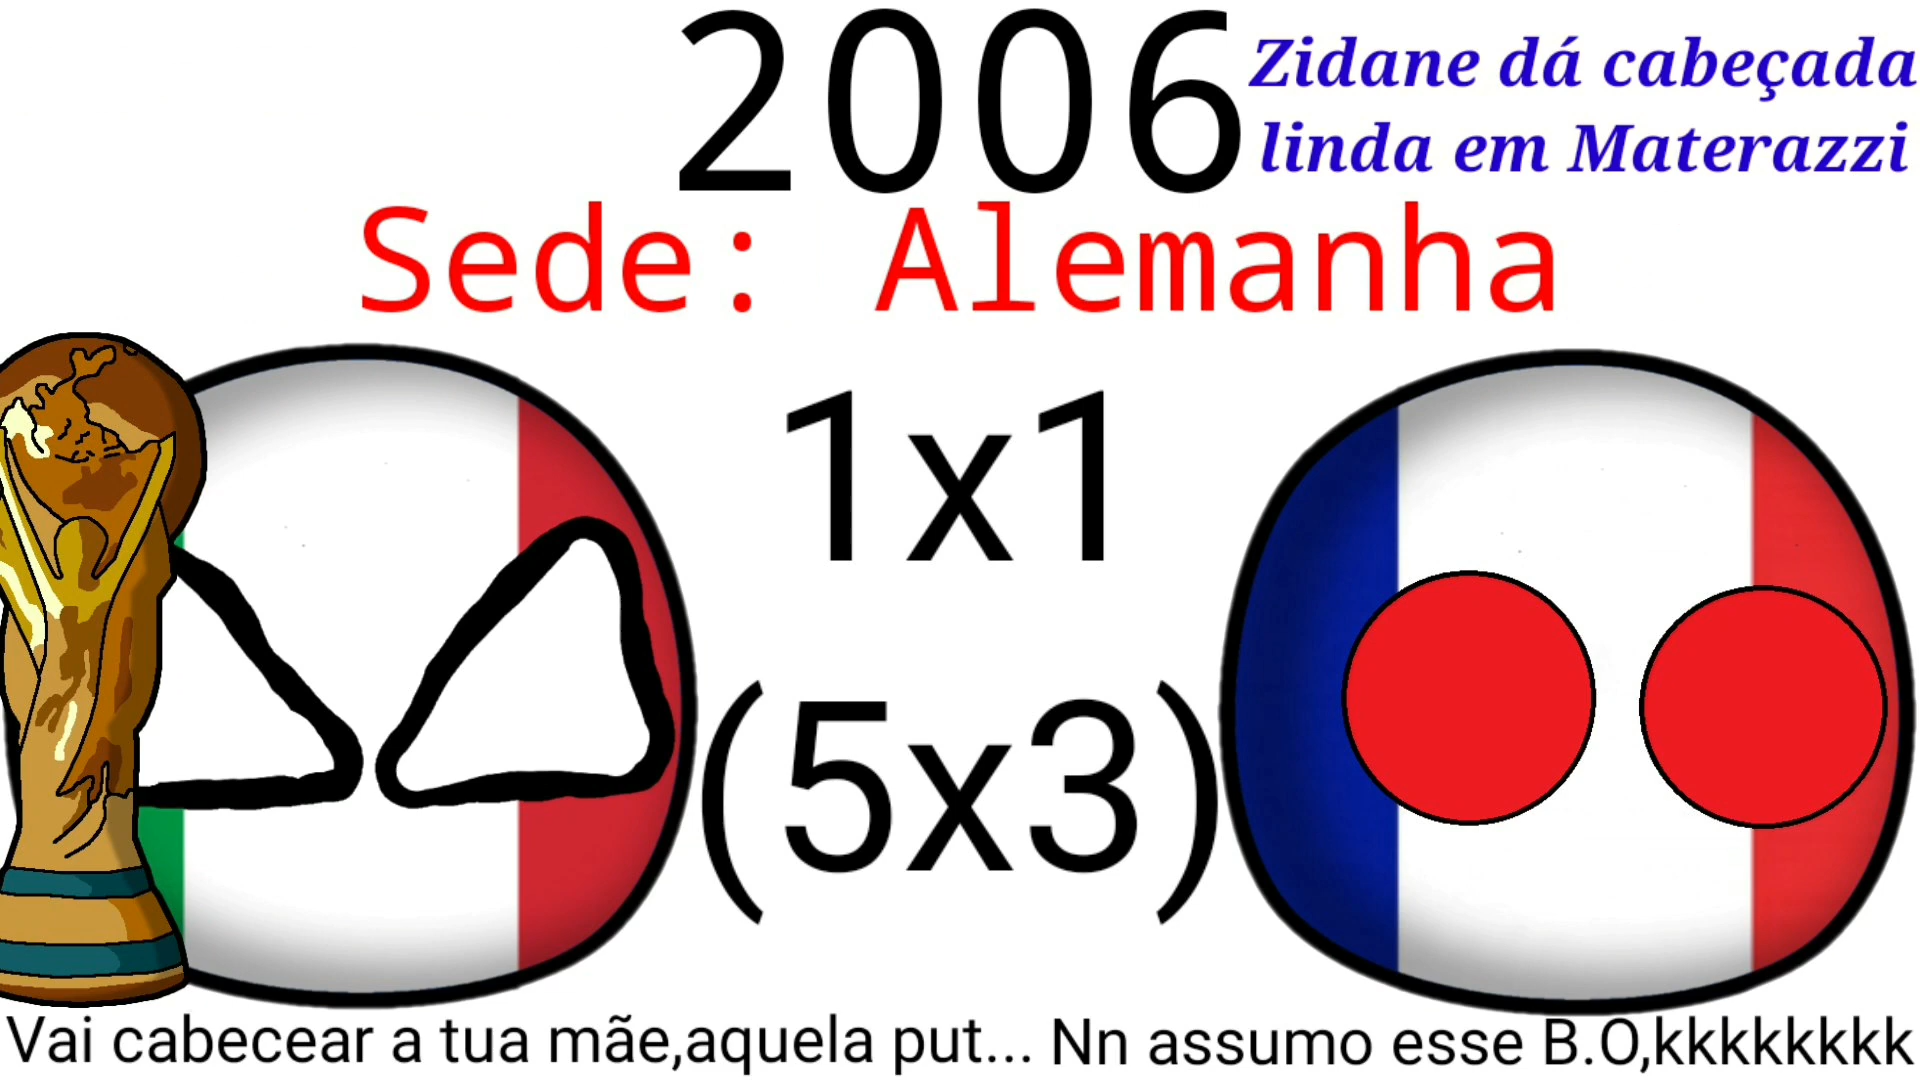 2006
Zidane dá cabeçada
linda em Materazzi
Sede: Alemanha
1x1
(5x3)
Vai cabecear a tua mãe,aquela put...
Nn assumo esse B.O,kkkkkkkk